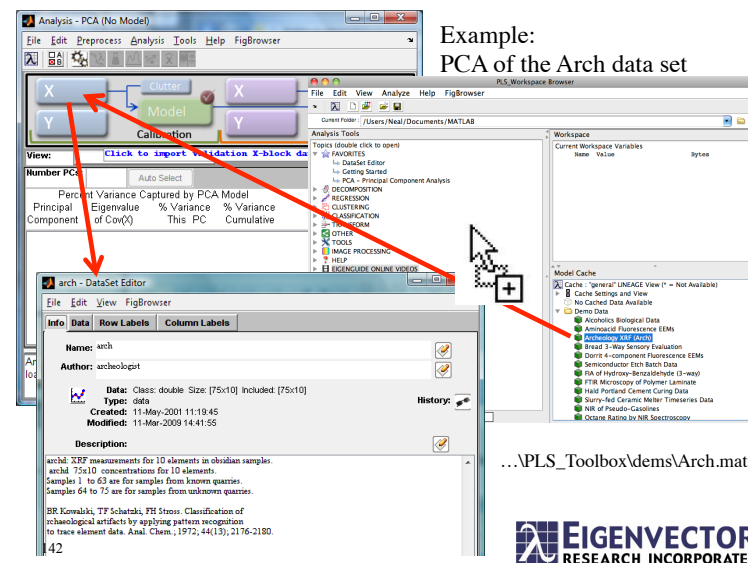 Example:
PCA of the Arch data set
Analysis - PCA (No Model)
File Edit Preprocess Analysis Tools Help FigBrowser
X
Clutter
Model
X
Y
Y
Calibration
View:
Click to import validation X-block da
Number PCs:
Auto Select
Percent Variance Captured by PCA Model
Principal Eigenvalue % Variance % Variance
Component of Cov(X) This PC Cumulative
PLS_Workspace Browser
File Edit View Analyze Help FigBrowser
Current Folder: /Users/Neal/Documents/MATLAB
Analysis Tools
Topics (double click to open)
FAVORITES
DataSet Editor
Getting Started
PCA - Principal Component Analysis
DECOMPOSITION
REGRESSION
CLUSTERING
CLASSIFICATION
TRANSFORM
OTHER
TOOLS
IMAGE PROCESSING
HELP
EIGENGUIDE ONLINE VIDEOS
Workspace
Current Workspace Variables
Name Value Bytes
Model Cache
Cache : "general" LINEAGE View (* = Not Available)
Cache Settings and View
No Cached Data Available
Demo Data
Alcoholics Biological Data
Aminoacid Fluorescence EEMs
Archeology XRF (Arch)
Bread 3-Way Sensory Evaluation
Dorrit 4-component Fluorescence EEMs
Semiconductor Etch Batch Data
FIA of Hydroxy-Benzaldehyde (3-way)
FTIR Microscopy of Polymer Laminate
Hald Portland Cement Curing Data
Slurry-fed Ceramic Melter Timeseries Data
NIR of Pseudo-Gasolines
Octane Rating by NIR Spectroscopy
arch - DataSet Editor
File Edit View FigBrowser
Info Data Row Labels Column Labels
Name: arch
Author: archeologist
Data: Class: double Size: [75x10] Included: [75x10]
Type: data
History:
Created: 11-May-2001 11:19:45
Modified: 11-Mar-2009 14:41:55
Description:
archd: XRF measurements for 10 elements in obsidian samples.
archd 75x10 concentrations for 10 elements.
Samples 1 to 63 are for samples from known quarries.
Samples 64 to 75 are for samples from unknown quarries.
BR Kowalski, TF Schatzki, FH Stross. Classification of
rchaeological artifacts by applying pattern recognition
to trace element data. Anal. Chem.; 1972; 44(13); 2176-2180.
An
loa
…\PLS_Toolbox\dems\Arch.mat
142
EIGENVECTOR
RESEARCH INCORPORATE